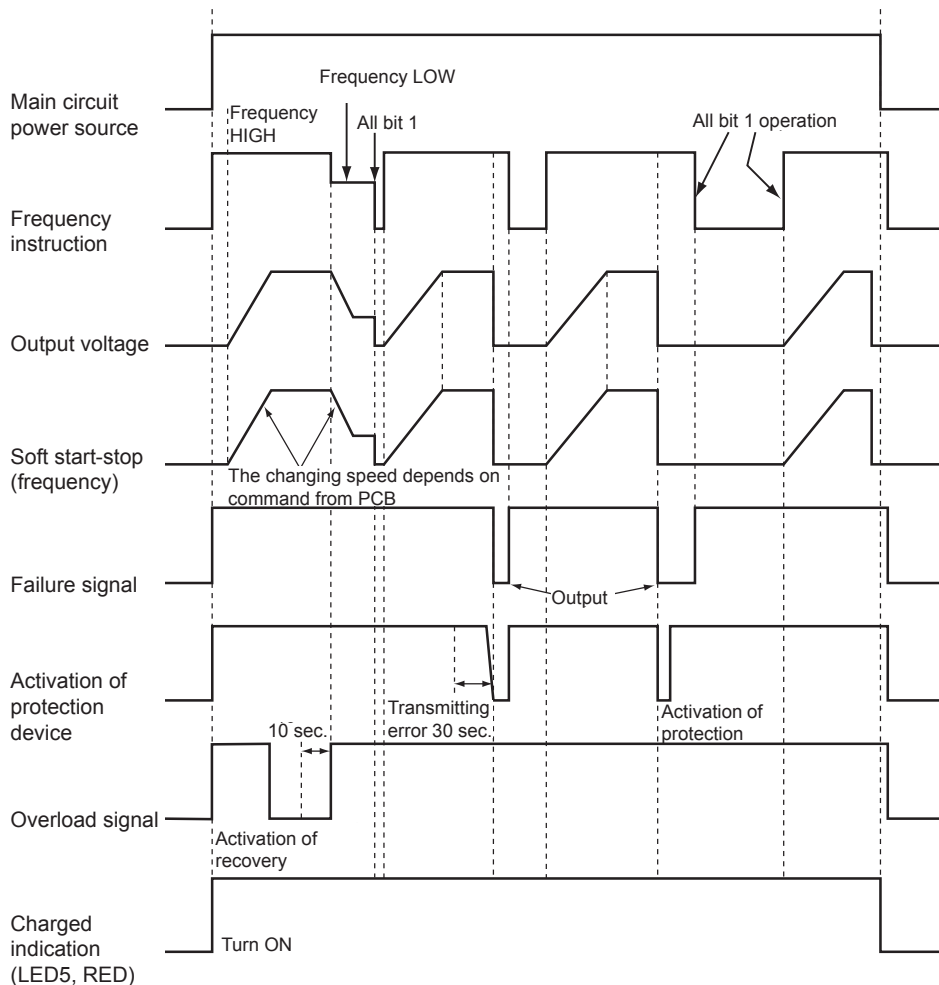 Frequency LOW
Main circuit
power source
Frequency
HIGH
All bit 1
All bit 1 operation
Frequency
instruction
Output voltage
Soft start-stop
(frequency)
The changing speed depends on
command from PCB
Failure signal
Output
Activation of
protection
device
Transmitting
error 30 sec.
Activation of
protection
10 sec.
Overload signal
Activation of
recovery
Charged
indication
(LED5, RED)
Turn ON